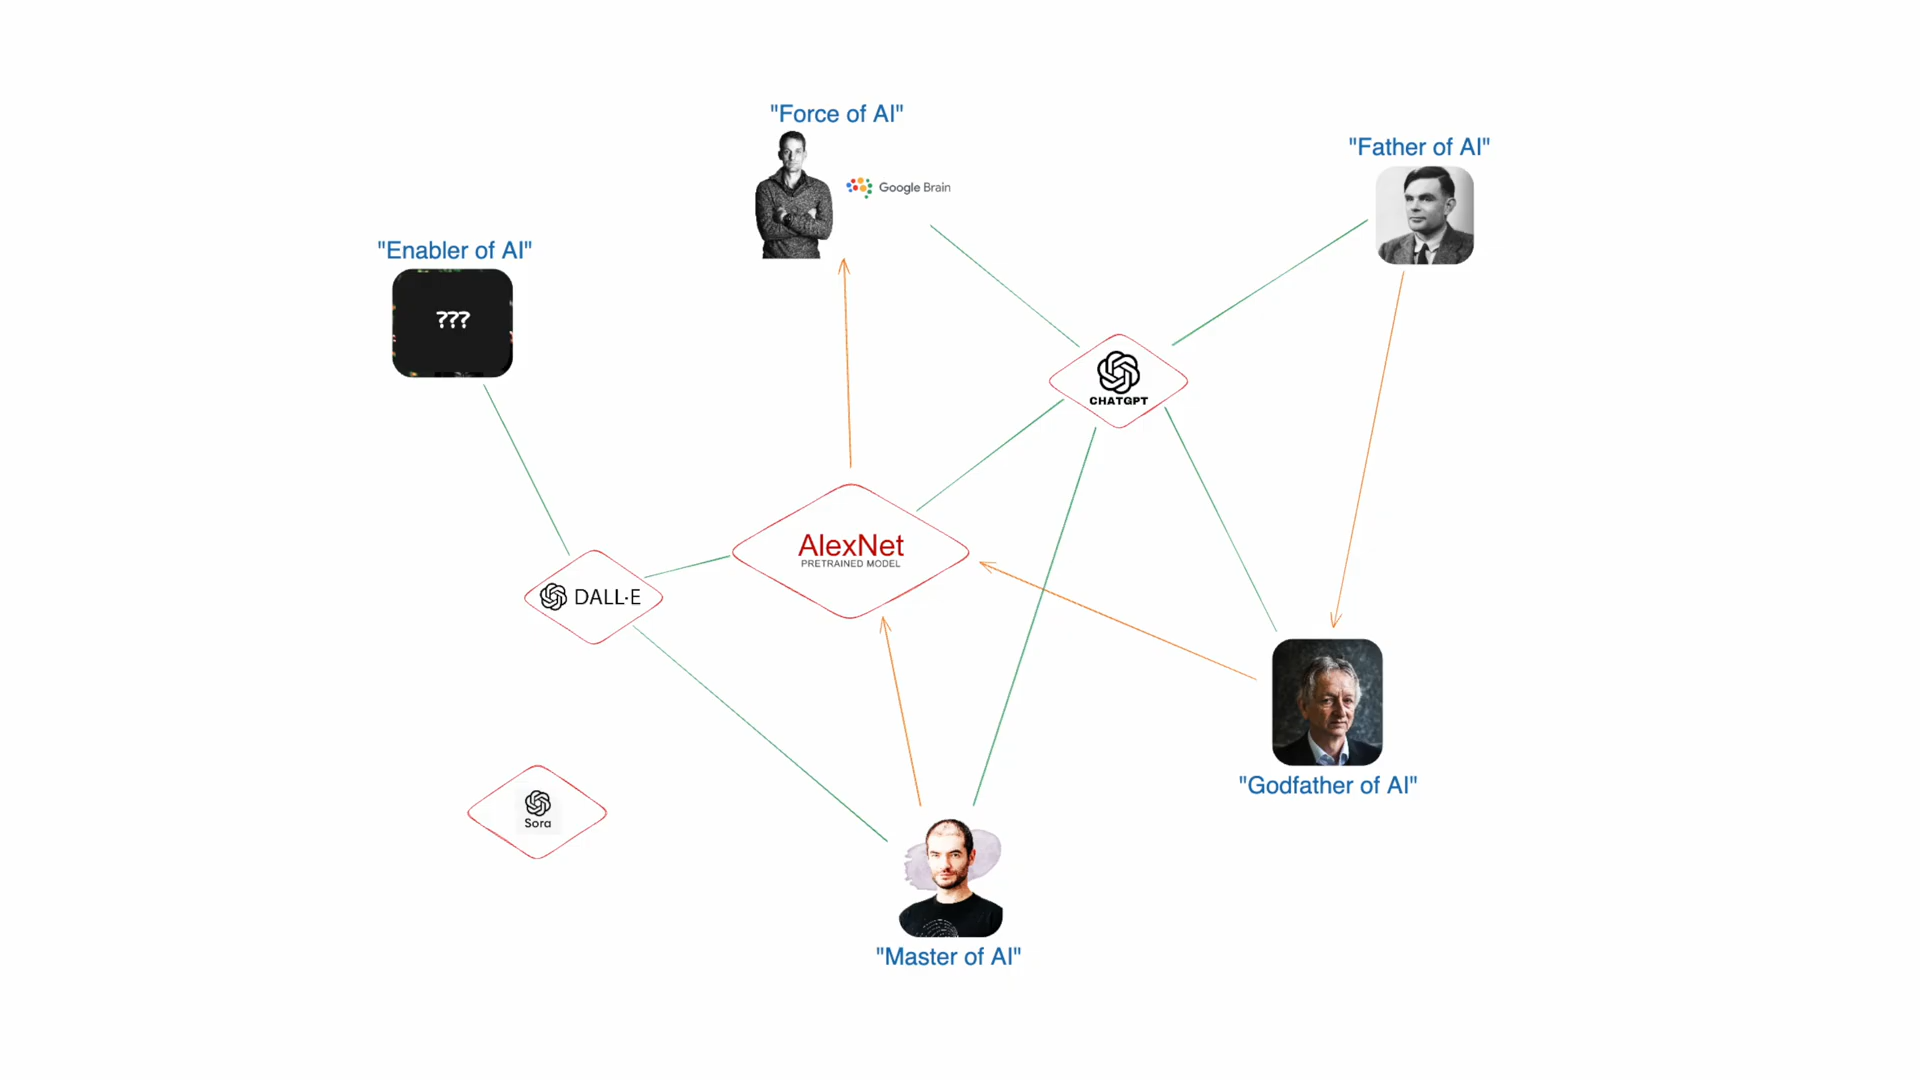 "Force of AI"
Google Brain
"Father of AI"
"Enabler of AI"
???
CHATGPT
AlexNet
PRETRAINED MODEL
DALL·E
"Godfather of AI"
Sora
"Master of AI"